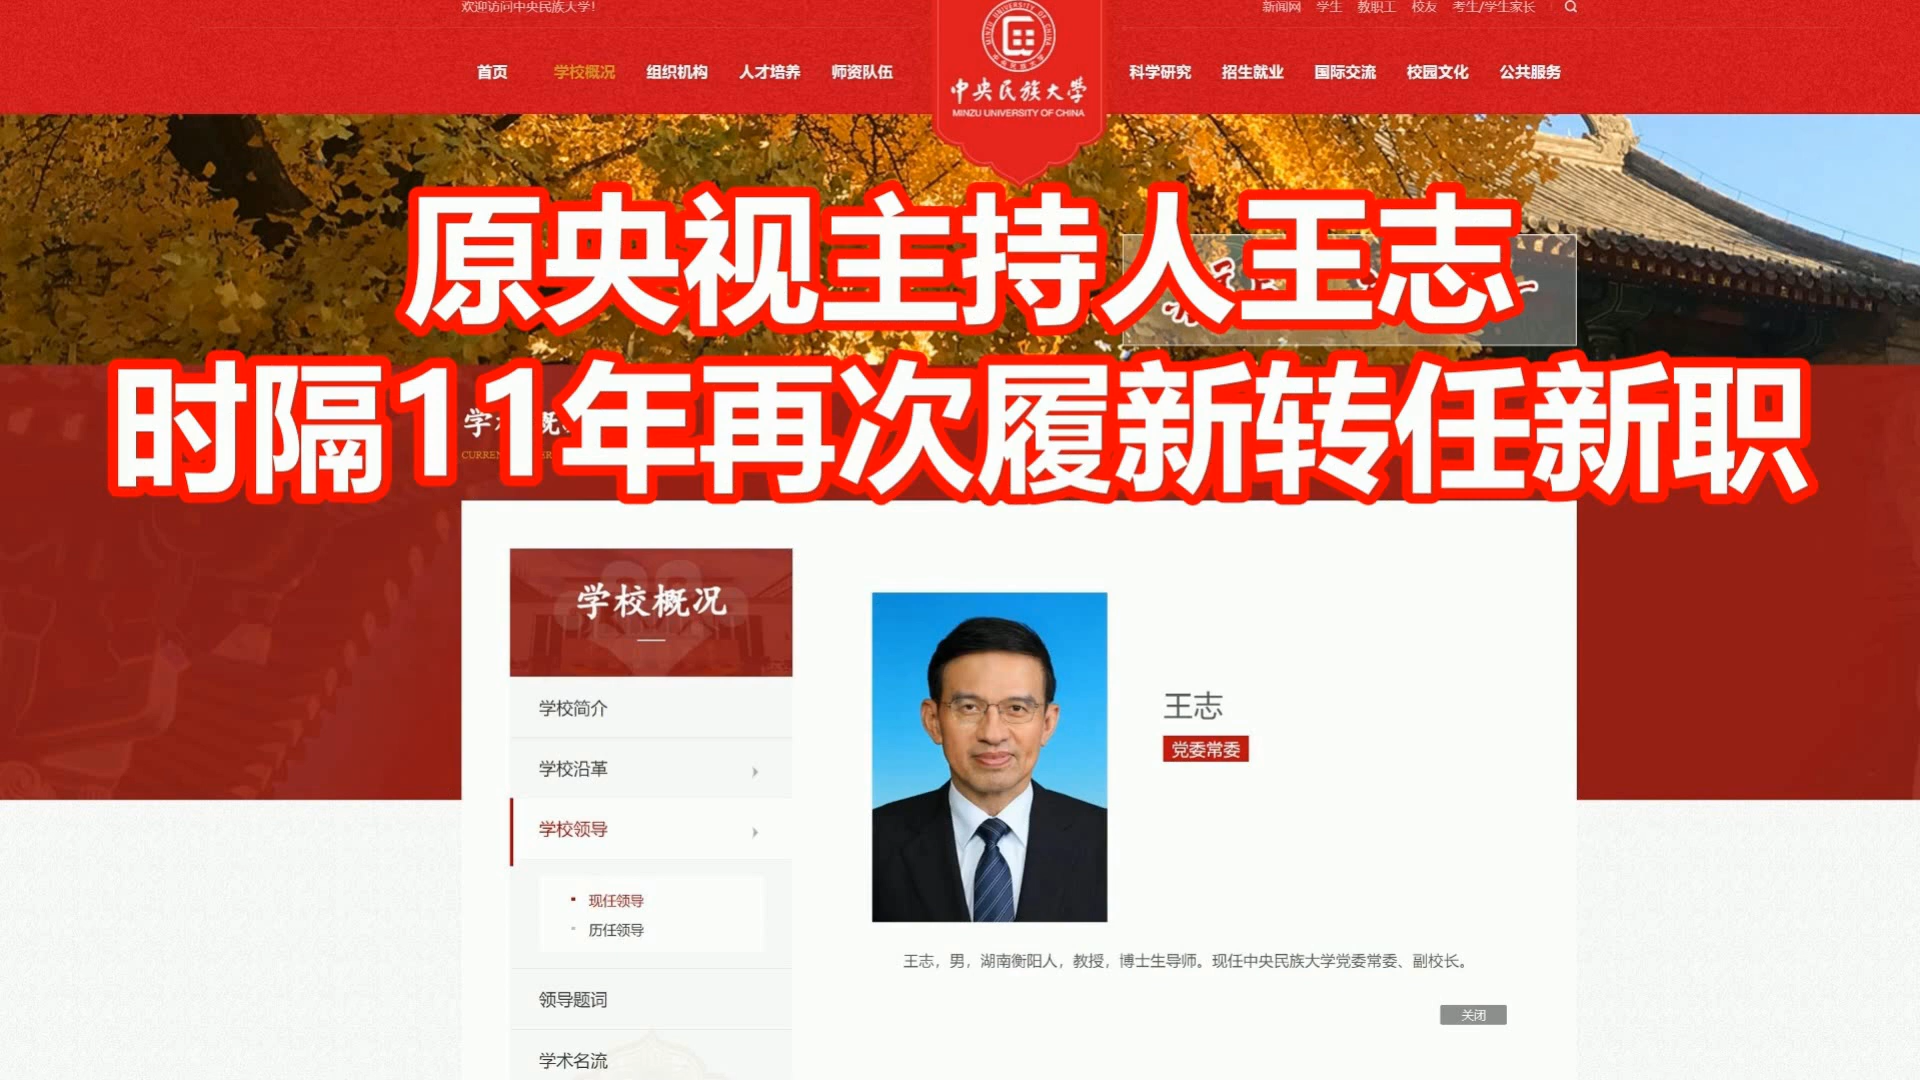 欢迎访问中央民族大学!
新闻网 学生 教职工 校友 考生/学生家长
首页 学校概况 组织机构 人才培养 师资队伍
MINZU UNIVERSITY OF CHINA
中央民族大学
MINZU UNIVERSITY OF CHINA
科学研究 招生就业 国际交流 校园文化 公共服务
原央视主持人王志
时隔11年再次履新转任新职
学校概况
学校简介
学校沿革
学校领导
现任领导
历任领导
领导题词
学术名流
王志
党委常委
王志，男，湖南衡阳人，教授，博士生导师。现任中央民族大学党委常委、副校长。
关闭